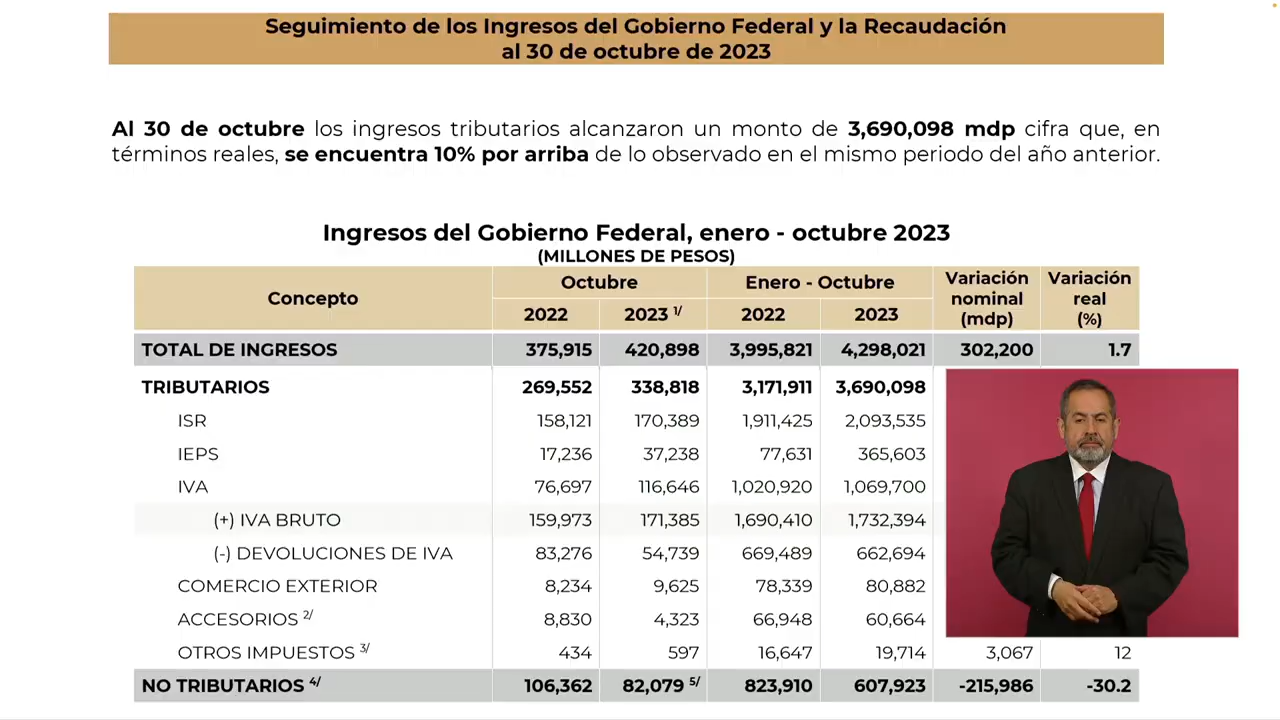 Seguimiento de los Ingresos del Gobierno Federal y la Recaudación
al 30 de octubre de 2023
Al 30 de octubre los ingresos tributarios alcanzaron un monto de 3,690,098 mdp cifra que, en
términos reales, se encuentra 10% por arriba de lo observado en el mismo periodo del año anterior.
Ingresos del Gobierno Federal, enero - octubre 2023
(MILLONES DE PESOS)
Concepto Octubre Enero - Octubre Variación nominal (mdp) Variación real (%)
2022 2023 1/ 2022 2023
TOTAL DE INGRESOS 375,915 420,898 3,995,821 4,298,021 302,200 1.7
TRIBUTARIOS 269,552 338,818 3,171,911 3,690,098
ISR 158,121 170,389 1,911,425 2,093,535
IEPS 17,236 37,238 77,631 365,603
IVA 76,697 116,646 1,020,920 1,069,700
(+) IVA BRUTO 159,973 171,385 1,690,410 1,732,394
(-) DEVOLUCIONES DE IVA 83,276 54,739 669,489 662,694
COMERCIO EXTERIOR 8,234 9,625 78,339 80,882
ACCESORIOS 2/ 8,830 4,323 66,948 60,664
OTROS IMPUESTOS 3/ 434 597 16,647 19,714 3,067 12
NO TRIBUTARIOS 4/ 106,362 82,079 5/ 823,910 607,923 -215,986 -30.2